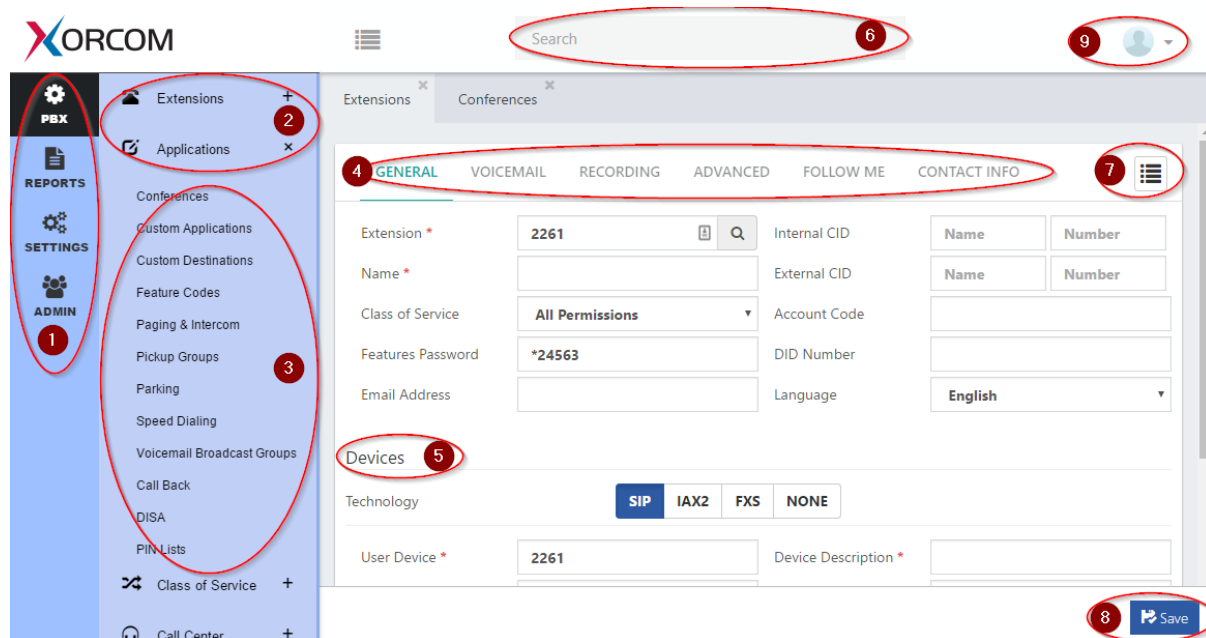 XORCOM
Search
6
9
PBX
REPORTS
SETTINGS
ADMIN
1
Extensions +
2
Applications ×
Conferences
Custom Applications
Custom Destinations
Feature Codes
Paging & Intercom
Pickup Groups
3
Parking
Speed Dialing
Voicemail Broadcast Groups
Call Back
DISA
PIN Lists
Class of Service +
Call Center +
Extensions × Conferences ×
4 GENERAL VOICEMAIL RECORDING ADVANCED FOLLOW ME CONTACT INFO
7
Extension * 2261 Internal CID Name Number
Name * External CID Name Number
Class of Service All Permissions Account Code
Features Password *24563 DID Number
Email Address Language English
Devices 5
Technology SIP IAX2 FXS NONE
User Device * 2261 Device Description *
8 Save